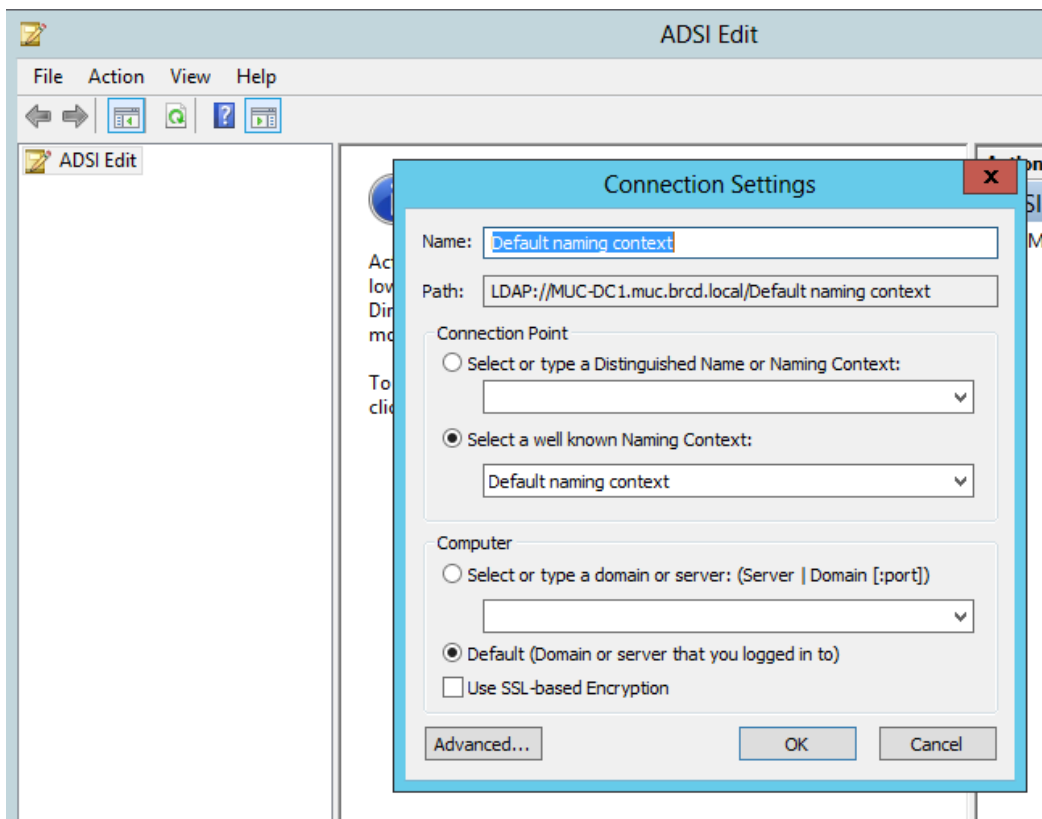 ADSI Edit
File Action View Help
ADSI Edit
Connection Settings
x
Name: Default naming context
Path: LDAP://MUC-DC1.muc.brcd.local/Default naming context
Connection Point
Select or type a Distinguished Name or Naming Context:
Select a well known Naming Context:
Default naming context
Computer
Select or type a domain or server: (Server | Domain [:port])
Default (Domain or server that you logged in to)
Use SSL-based Encryption
Advanced... OK Cancel